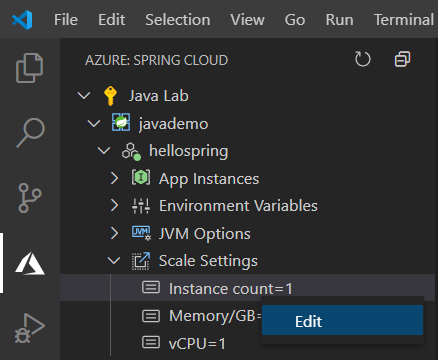 File Edit Selection View Go Run Terminal
AZURE: SPRING CLOUD
Java Lab
javademo
hellospring
App Instances
Environment Variables
JVM Options
Scale Settings
Instance count=1
Memory/GB=
Edit
vCPU=1